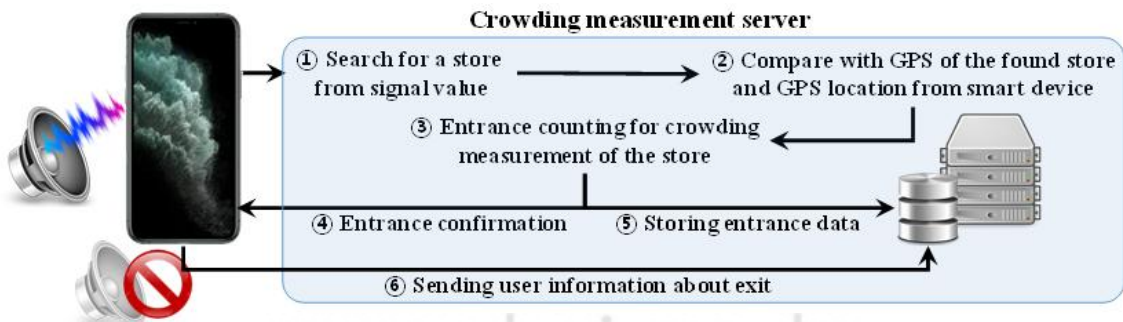 Crowding measurement server
① Search for a store
from signal value
② Compare with GPS of the found store
and GPS location from smart device
③ Entrance counting for crowding
measurement of the store
④ Entrance confirmation
⑤ Storing entrance data
⑥ Sending user information about exit